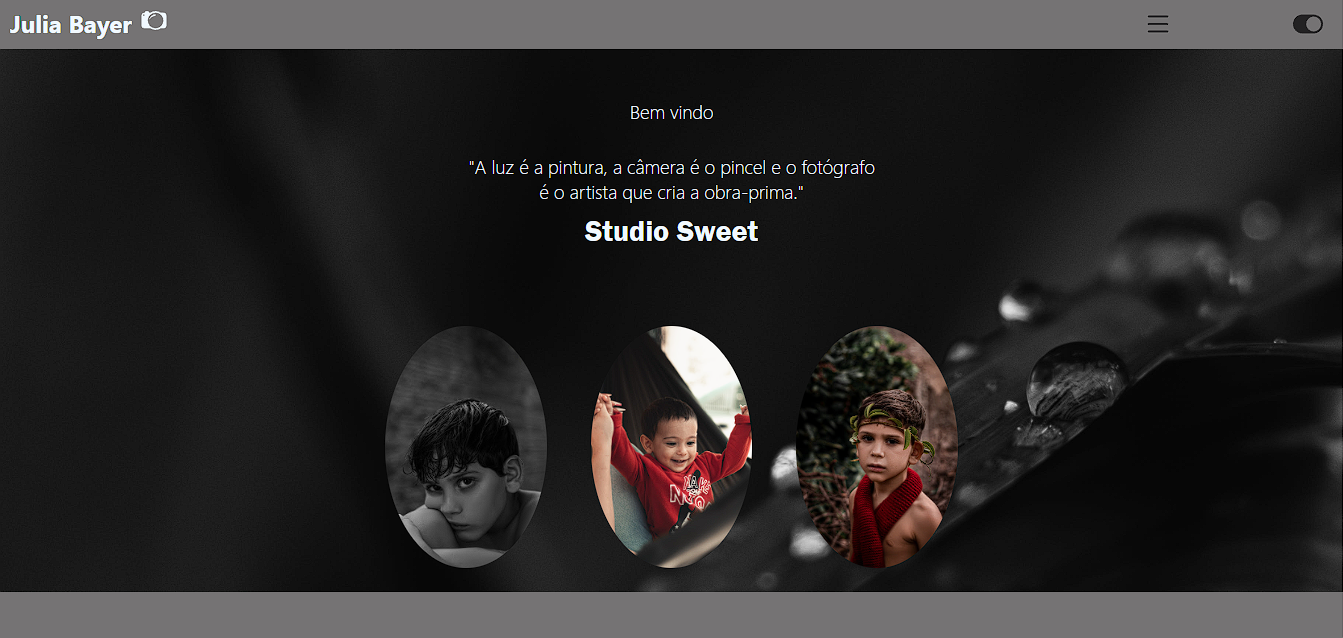 Julia Bayer
Bem vindo
"A luz é a pintura, a câmera é o pincel e o fotógrafo
é o artista que cria a obra-prima."
Studio Sweet